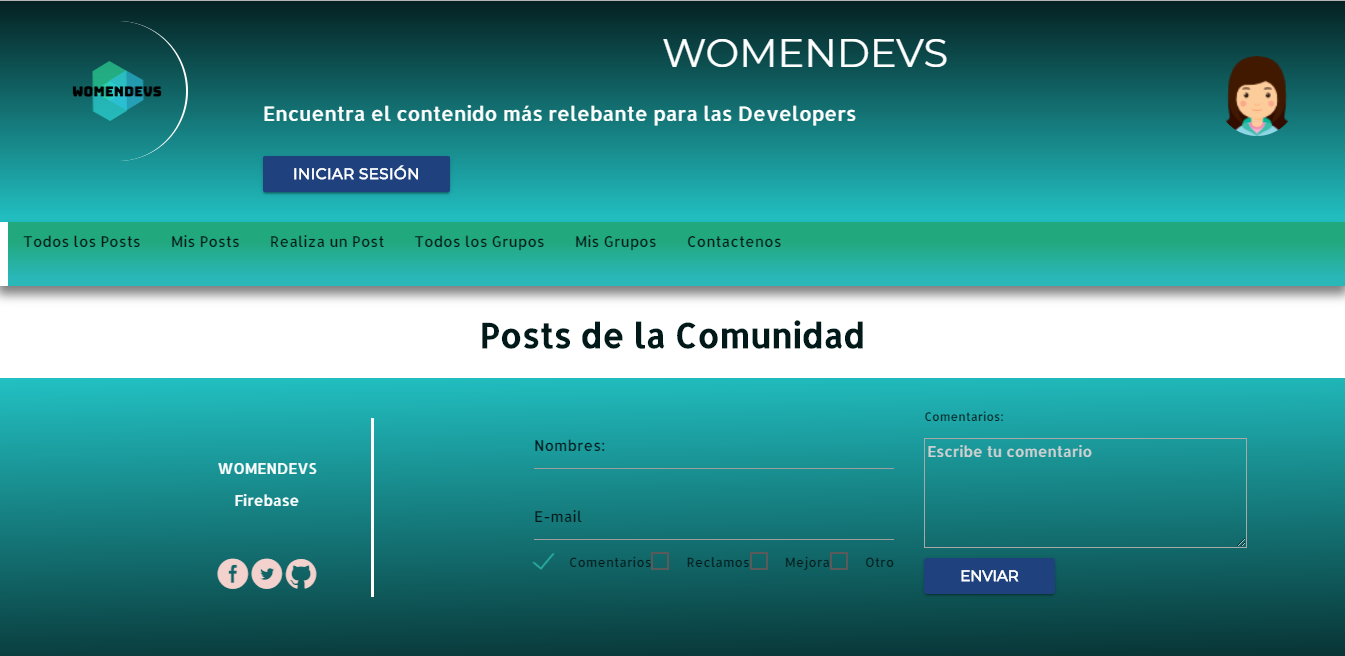 WOMENDEVS
WOMENDEVS
Encuentra el contenido más relebante para las Developers
INICIAR SESIÓN
Todos los Posts Mis Posts Realiza un Post Todos los Grupos Mis Grupos Contactenos
Posts de la Comunidad
WOMENDEVS
Firebase
Nombres:
E-mail
Comentarios Reclamos Mejora Otro
Comentarios:
Escribe tu comentario
ENVIAR